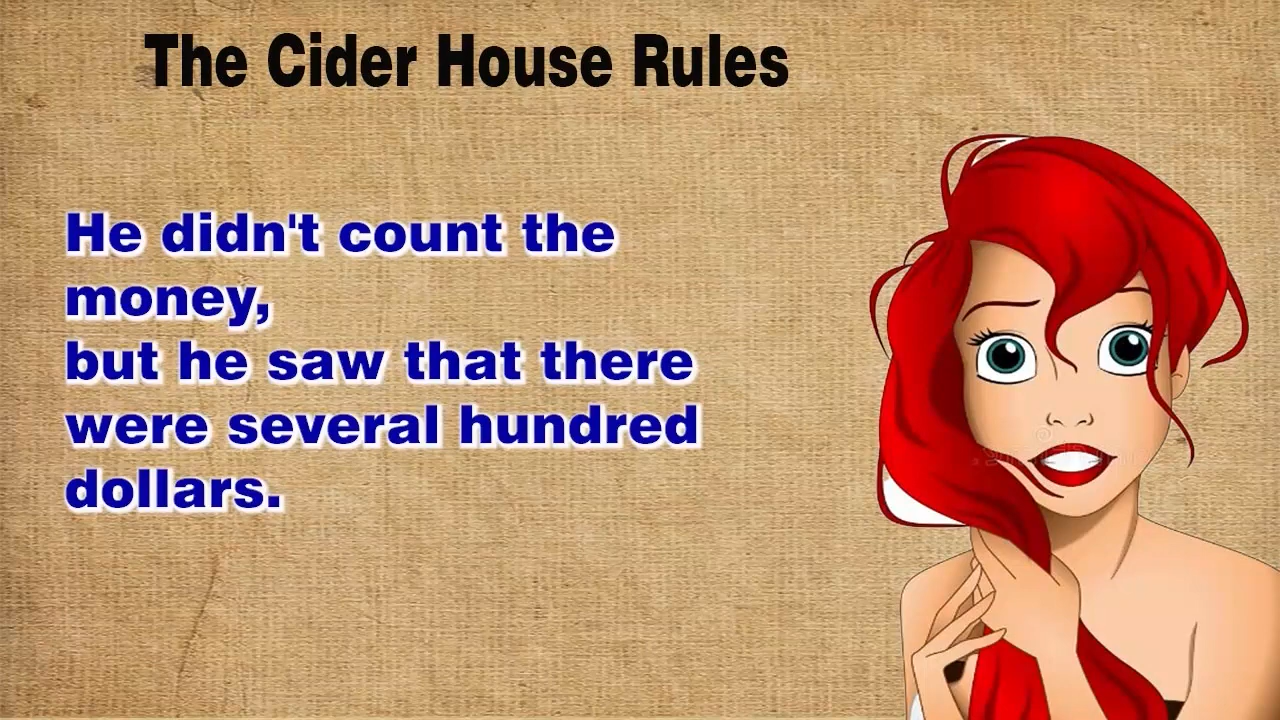 The Cider House Rules
He didn't count the
money,
but he saw that there
were several hundred
dollars.